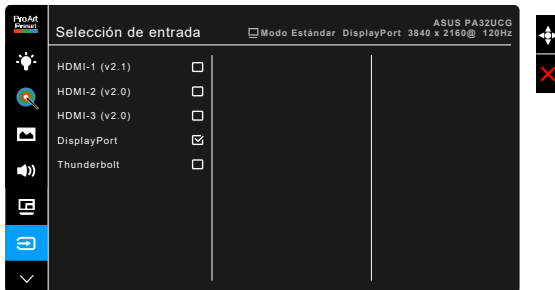 ProArt
Preset
Selección de entrada
ASUS PA32UCG
Modo Estándar DisplayPort 3840 x 2160@ 120Hz
HDMI-1 (v2.1)
HDMI-2 (v2.0)
HDMI-3 (v2.0)
DisplayPort
Thunderbolt